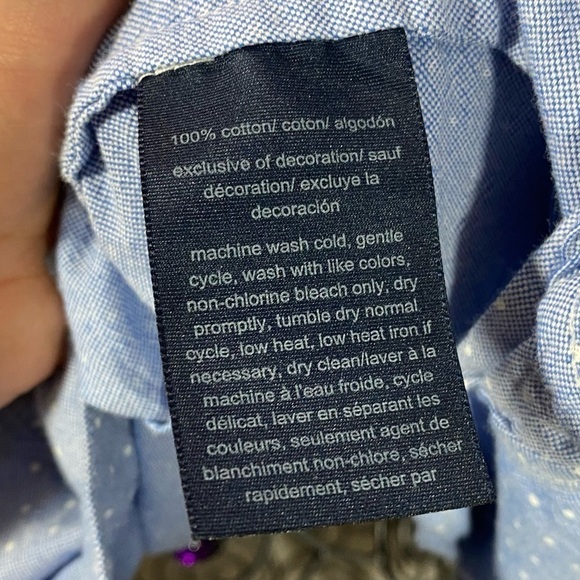 100% cotton/ coton/ algodón
exclusive of decoration/ sauf
décoration/ excluye la
decoración
machine wash cold, gentle
cycle, wash with like colors,
non-chlorine bleach only, dry
promptly, tumble dry normal
cycle, low heat, low heat iron if
necessary, dry clean/laver à la
machine à l'eau froide, cycle
délicat, laver en séparant les
couleurs, seulement agent de
blanchiment non-chlore, sécher
rapidement, sécher par